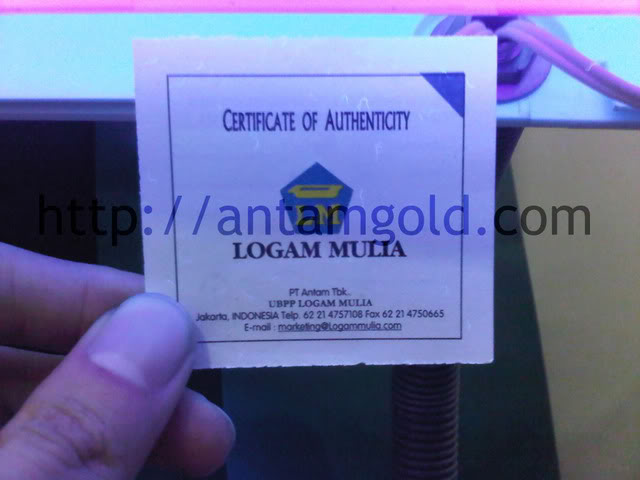 CERTIFICATE OF AUTHENTICITY
LM
http://antamgold.com
LOGAM MULIA
PT Antam Tbk..
UBPP LOGAM MULIA
Jakarta, INDONESIA Telp. 62 21 4757108 Fax 62 21 4750665
E-mail : marketing@Logammulia.com